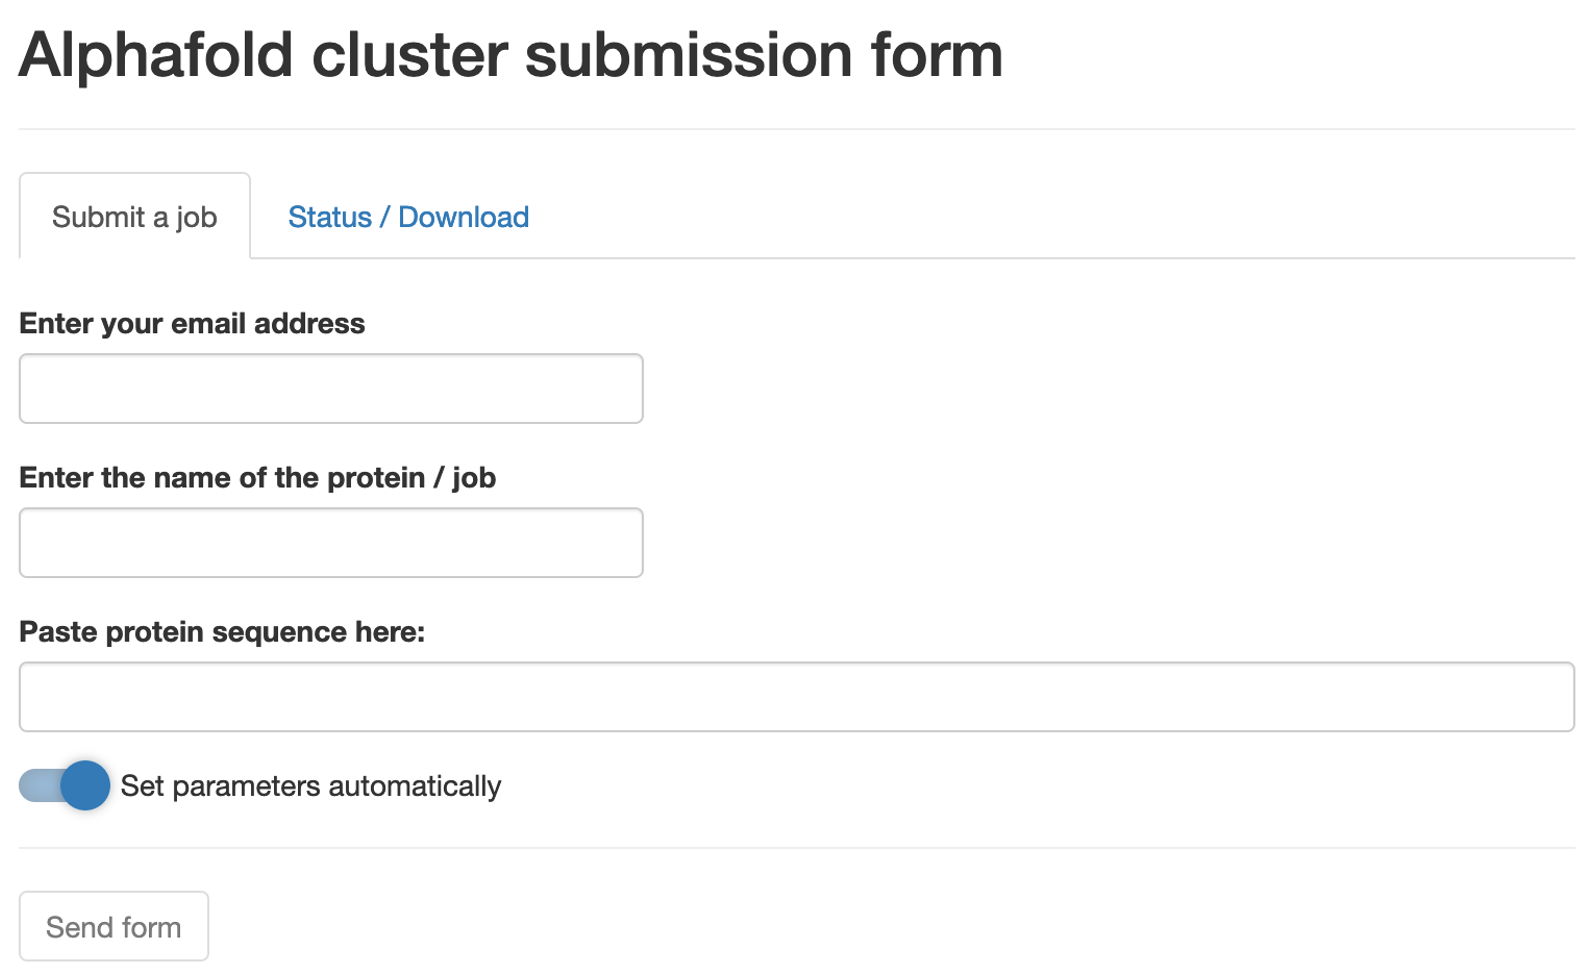 Alphafold cluster submission form
Submit a job
Status / Download
Enter your email address
Enter the name of the protein / job
Paste protein sequence here:
Set parameters automatically
Send form